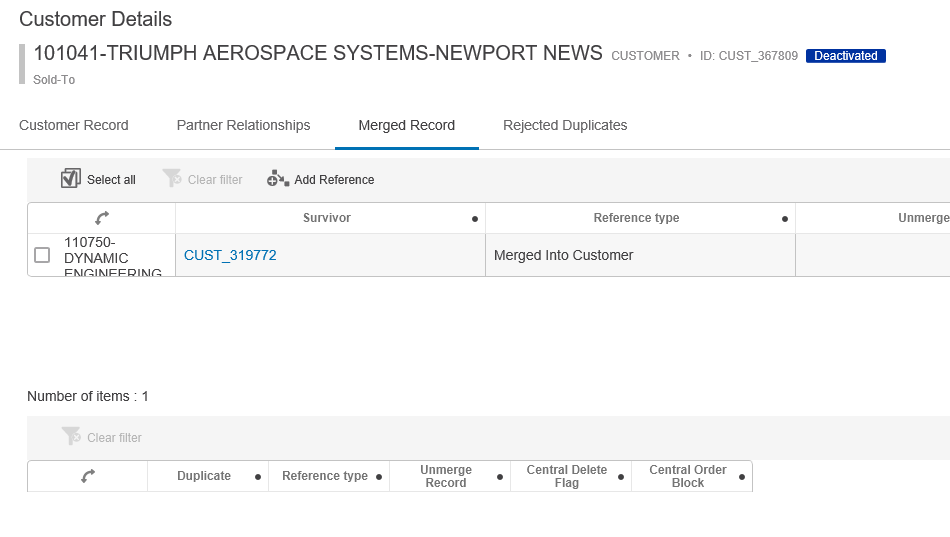 Customer Details
101041-TRIUMPH AEROSPACE SYSTEMS-NEWPORT NEWS CUSTOMER • ID: CUST_367809 Deactivated
Sold-To
Customer Record Partner Relationships Merged Record Rejected Duplicates
Select all Clear filter Add Reference
Survivor Reference type Unmerge
110750-
DYNAMIC
ENGINEERING
CUST_319772 Merged Into Customer
Number of items : 1
Clear filter
Duplicate Reference type Unmerge Record Central Delete Flag Central Order Block